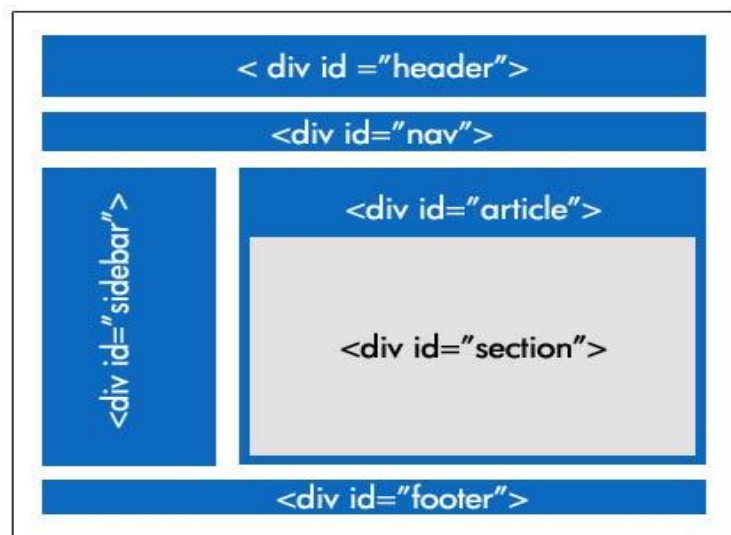 < div id ="header">
<div id="nav">
<div id="sidebar">
<div id="article">
<div id="section">
<div id="footer">